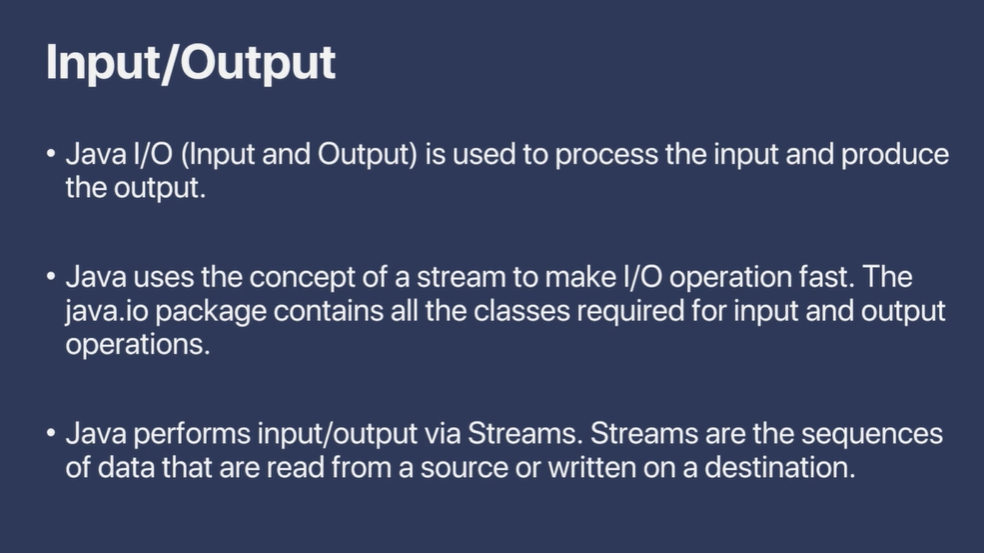 Input/Output
• Java I/O (Input and Output) is used to process the input and produce
the output.
• Java uses the concept of a stream to make I/O operation fast. The
java.io package contains all the classes required for input and output
operations.
• Java performs input/output via Streams. Streams are the sequences
of data that are read from a source or written on a destination.